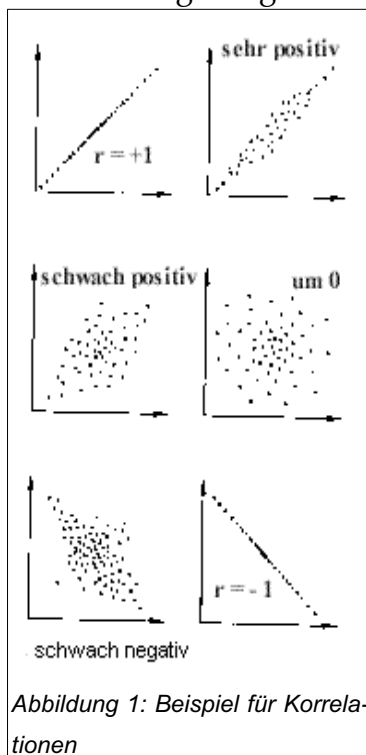 sehr positiv
r = +1
schwach positiv
um 0
r = - 1
schwach negativ
Abbildung 1: Beispiel für Korrela-
tionen